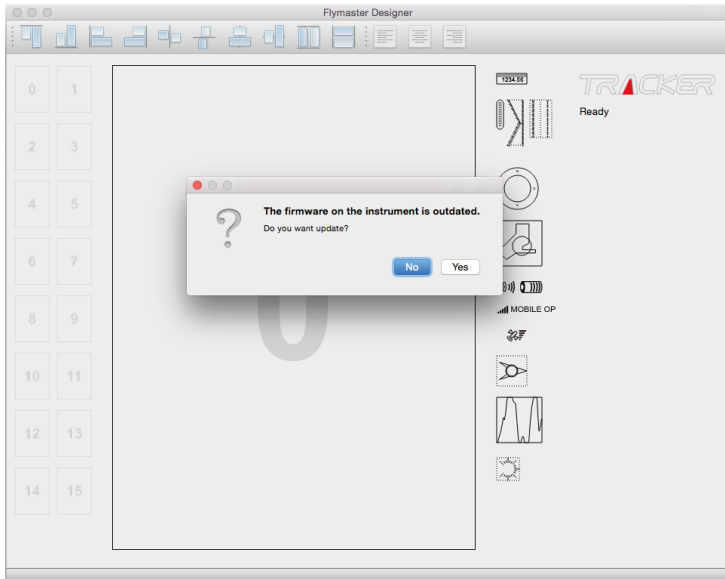 Flymaster Designer
0 1
2 3
4 5
6 7
8 9
10 11
12 13
14 15
0
The firmware on the instrument is outdated.
Do you want update?
No Yes
1234-56
MOBILE OP
TRACKER
Ready